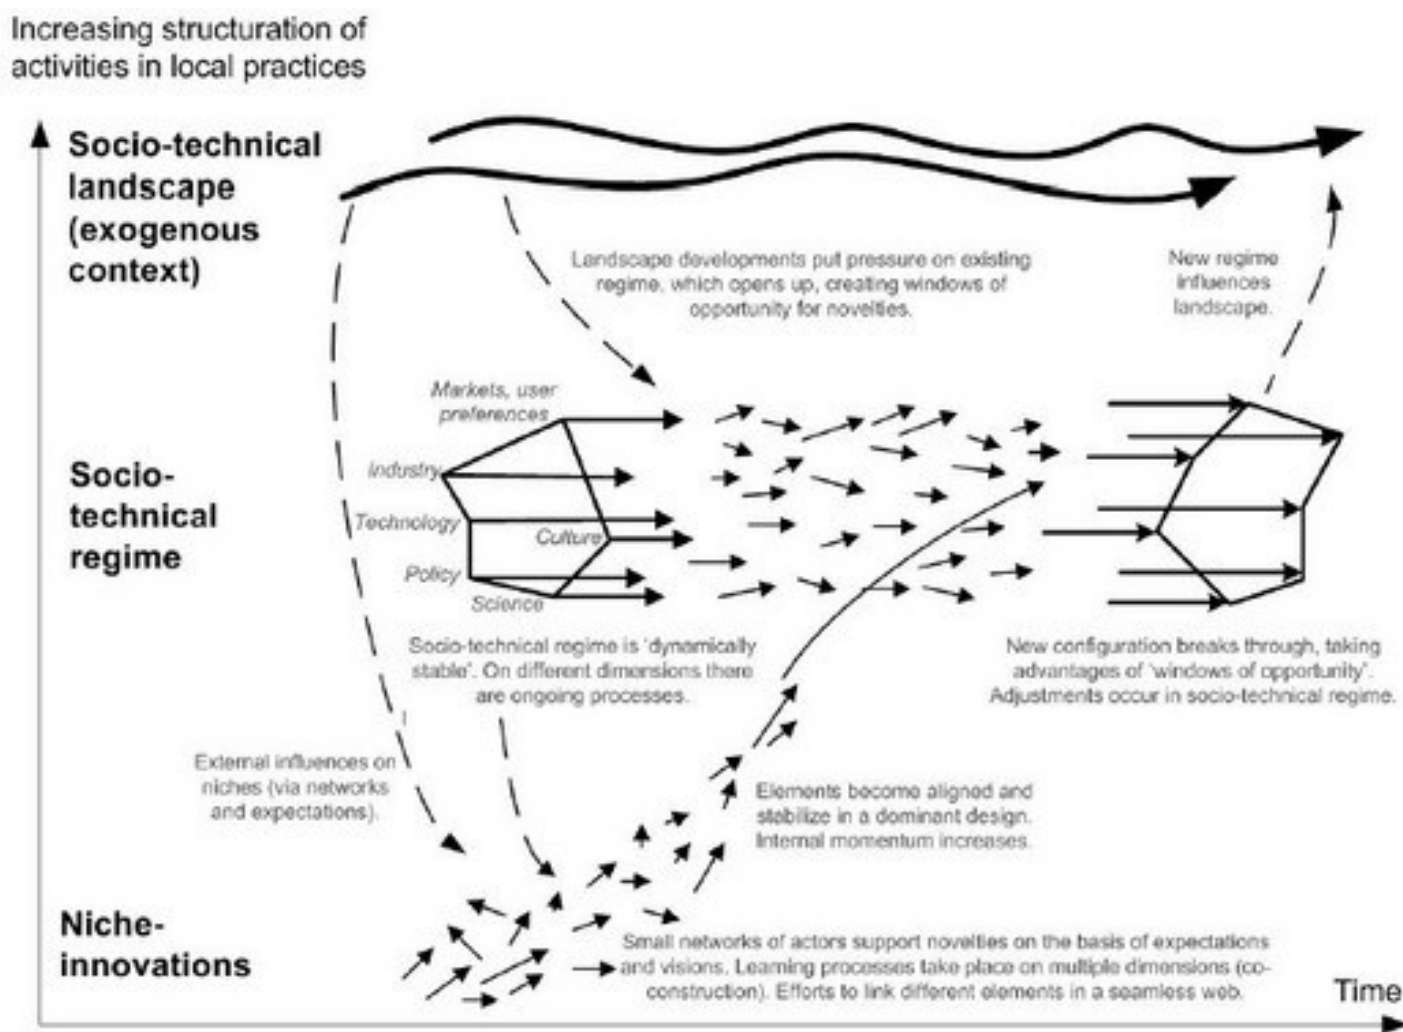 Increasing structuration of
activities in local practices
Socio-technical
landscape
(exogenous
context)
Landscape developments put pressure on existing
regime, which opens up, creating windows of
opportunity for novelties.
New regime
influences
landscape.
Markets, user
preferences
Industry
Socio-
technical
regime
Technology
Culture
Policy
Science
Socio-technical regime is 'dynamically
stable'. On different dimensions there
are ongoing processes.
New configuration breaks through, taking
advantages of 'windows of opportunity'.
Adjustments occur in socio-technical regime.
External influences on
niches (via networks
and expectations).
Elements become aligned and
stabilize in a dominant design.
Internal momentum increases.
Niche-
innovations
Small networks of actors support novelties on the basis of expectations
and visions. Learning processes take place on multiple dimensions (co-
construction). Efforts to link different elements in a seamless web.
Time